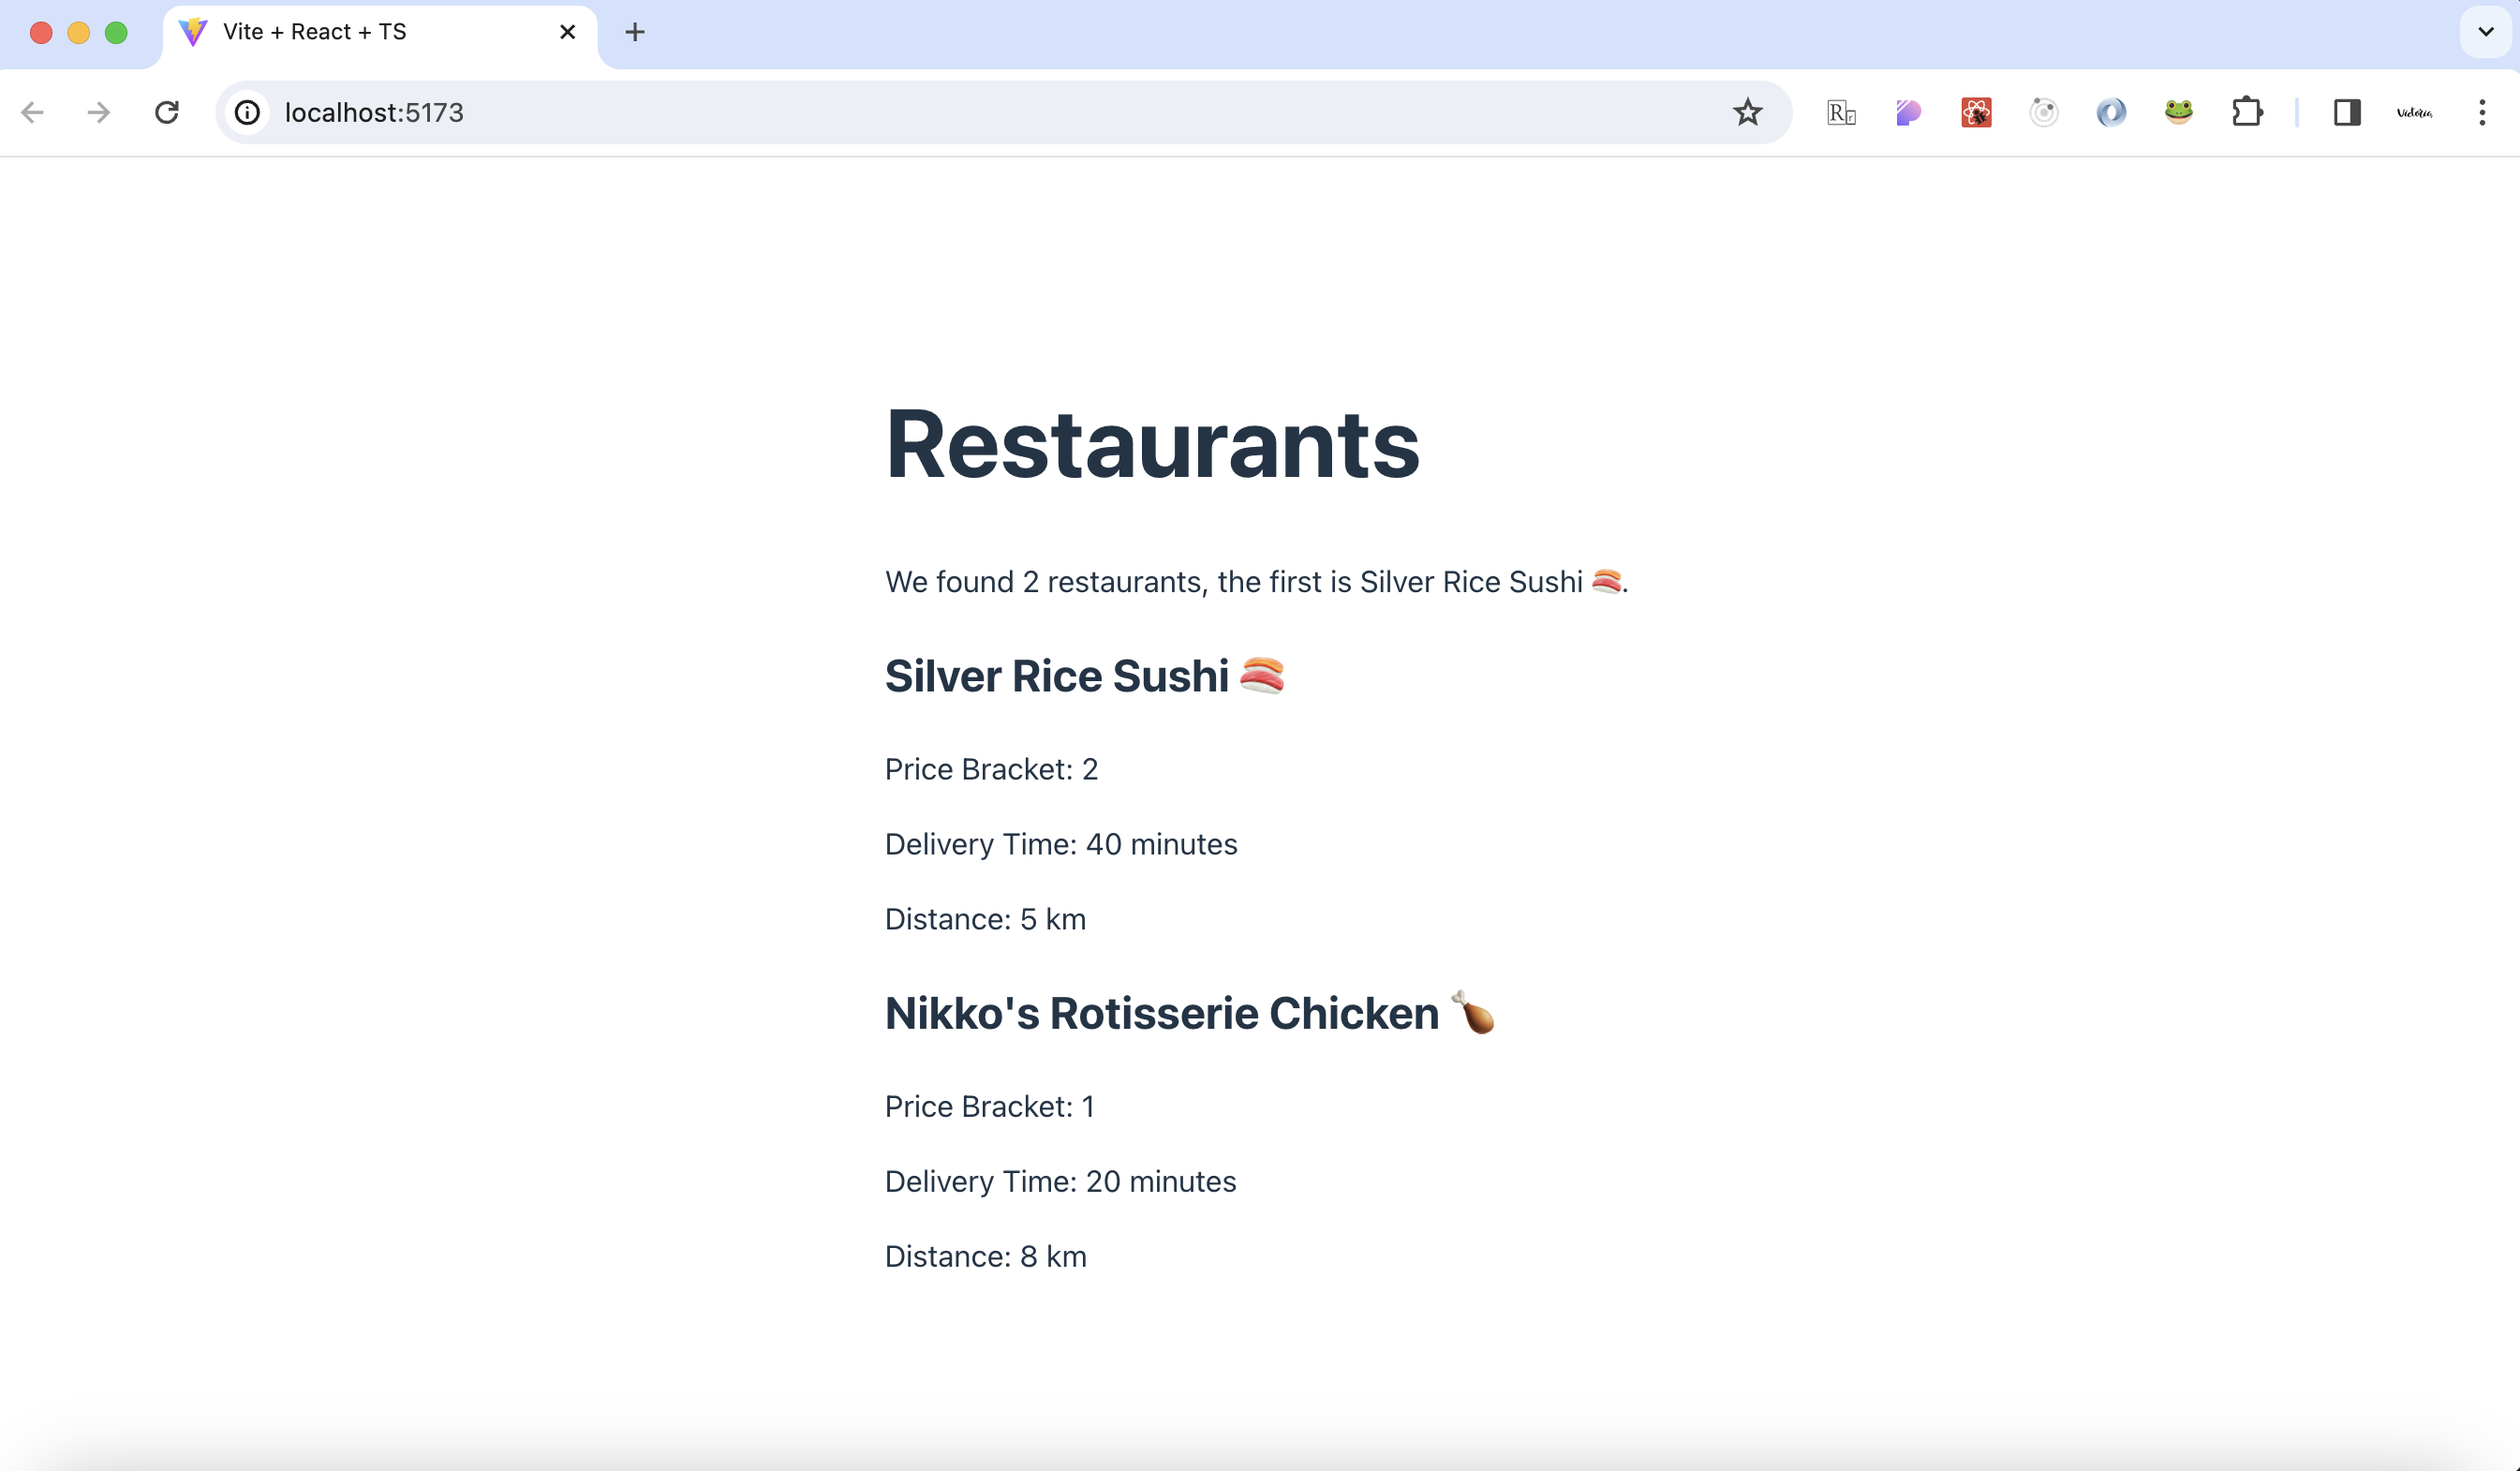 Vite + React + TS
localhost:5173
Victoria
Restaurants
We found 2 restaurants, the first is Silver Rice Sushi 🍣.
Silver Rice Sushi 🍣
Price Bracket: 2
Delivery Time: 40 minutes
Distance: 5 km
Nikko's Rotisserie Chicken 🍗
Price Bracket: 1
Delivery Time: 20 minutes
Distance: 8 km